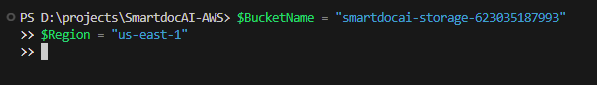 PS D:\projects\SmartdocAI-AWS> $BucketName = "smartdocai-storage-623035187993"
>> $Region = "us-east-1"
>>